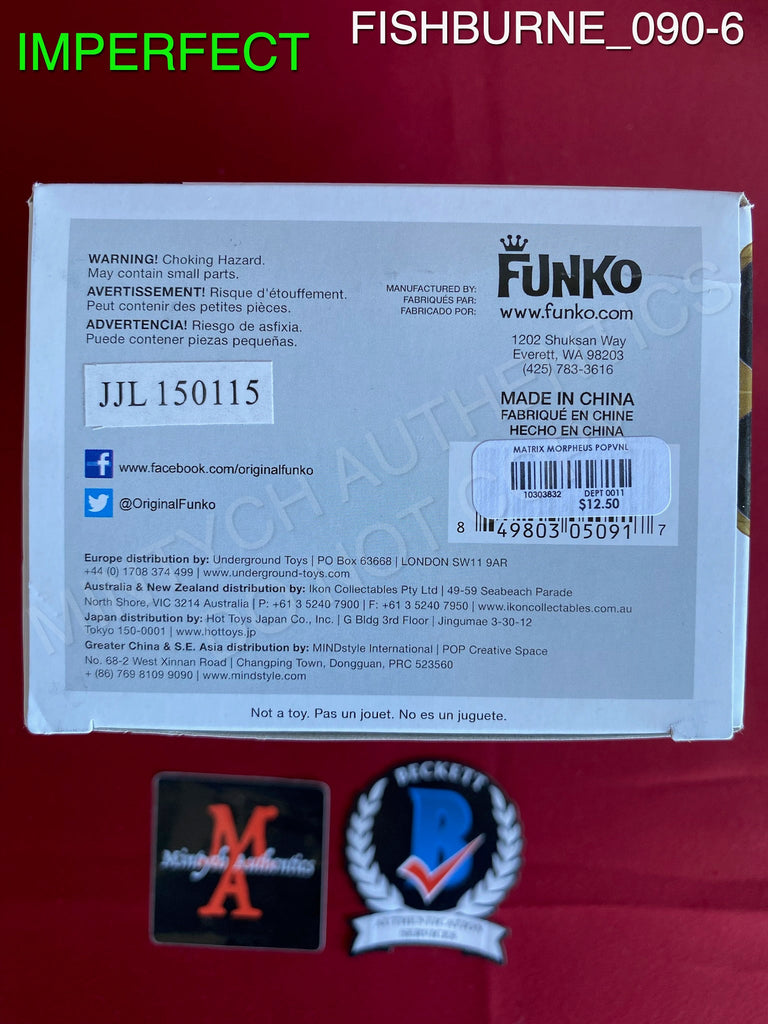 IMPERFECT
FISHBURNE_090-6
WARNING! Choking Hazard.
May contain small parts.
AVERTISSEMENT! Risque d'étouffement.
Peut contenir des petites pièces.
ADVERTENCIA! Riesgo de asfixia.
Puede contener piezas pequeñas.
MANUFACTURED BY:
FABRIQUÉS PAR:
FABRICADO POR:
FUNKO
www.funko.com
1202 Shuksan Way
Everett, WA 98203
(425) 783-3616
MADE IN CHINA
FABRIQUÉ EN CHINE
HECHO EN CHINA
JJL 150115
www.facebook.com/originalfunko
@OriginalFunko
MATRIX MORPHEUS POPVNL
10303832 DEPT 0011
$12.50
8 49803 05091 7
Europe distribution by: Underground Toys | PO Box 63668 | LONDON SW11 9AR
+44 (0) 1708 374 499 | www.underground-toys.com
Australia & New Zealand distribution by: Ikon Collectables Pty Ltd | 49-59 Seabeach Parade
North Shore, VIC 3214 Australia | P: +61 3 5240 7900 | F: +61 3 5240 7950 | www.ikoncollectables.com.au
Japan distribution by: Hot Toys Japan Co., Inc. | G Bldg 3rd Floor | Jingumae 3-30-12
Tokyo 150-0001 | www.hottoys.jp
Greater China & S.E. Asia distribution by: MINDstyle International | POP Creative Space
No. 68-2 West Xinnan Road | Changping Town, Dongguan, PRC 523560
+ (86) 769 8109 9090 | www.mindstyle.com
Not a toy. Pas un jouet. No es un juguete.
MA
Mintych Authentics
BECKETT
B
AUTHENTICATION
SERVICES